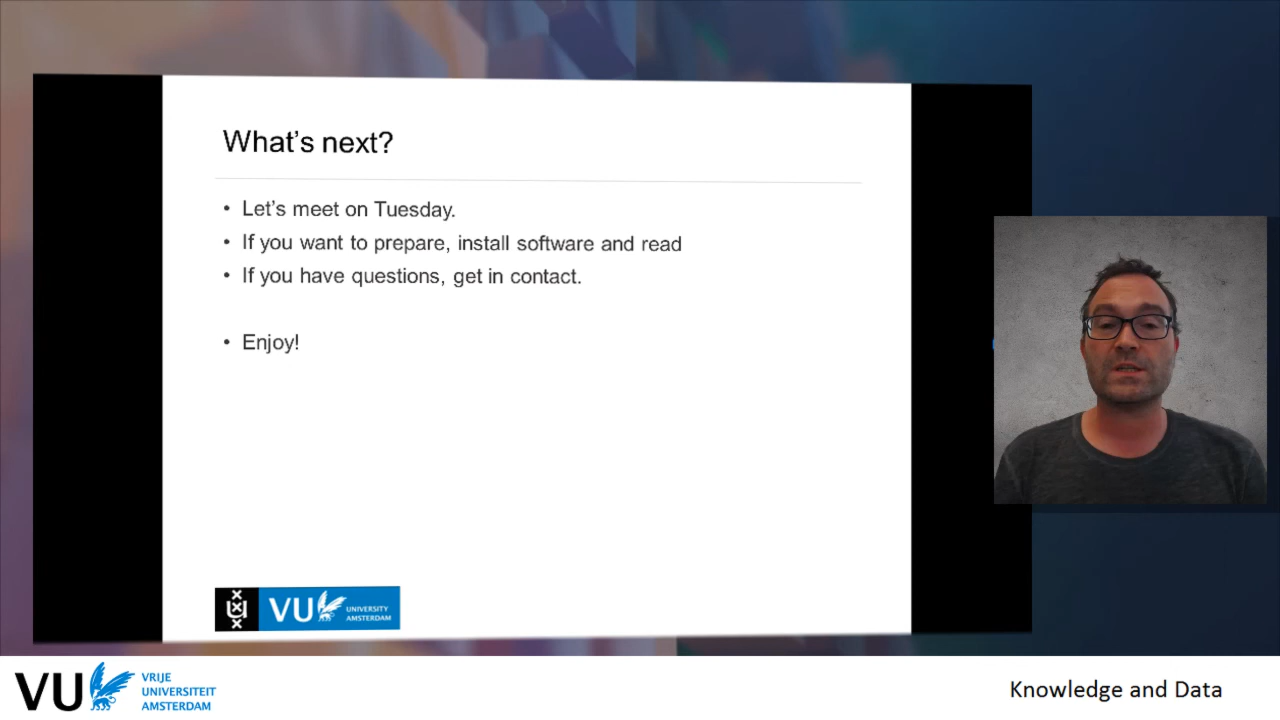 What's next?
• Let's meet on Tuesday.
• If you want to prepare, install software and read
• If you have questions, get in contact.
• Enjoy!
VU UNIVERSITY
AMSTERDAM
VU VRIJE
UNIVERSITEIT
AMSTERDAM
Knowledge and Data